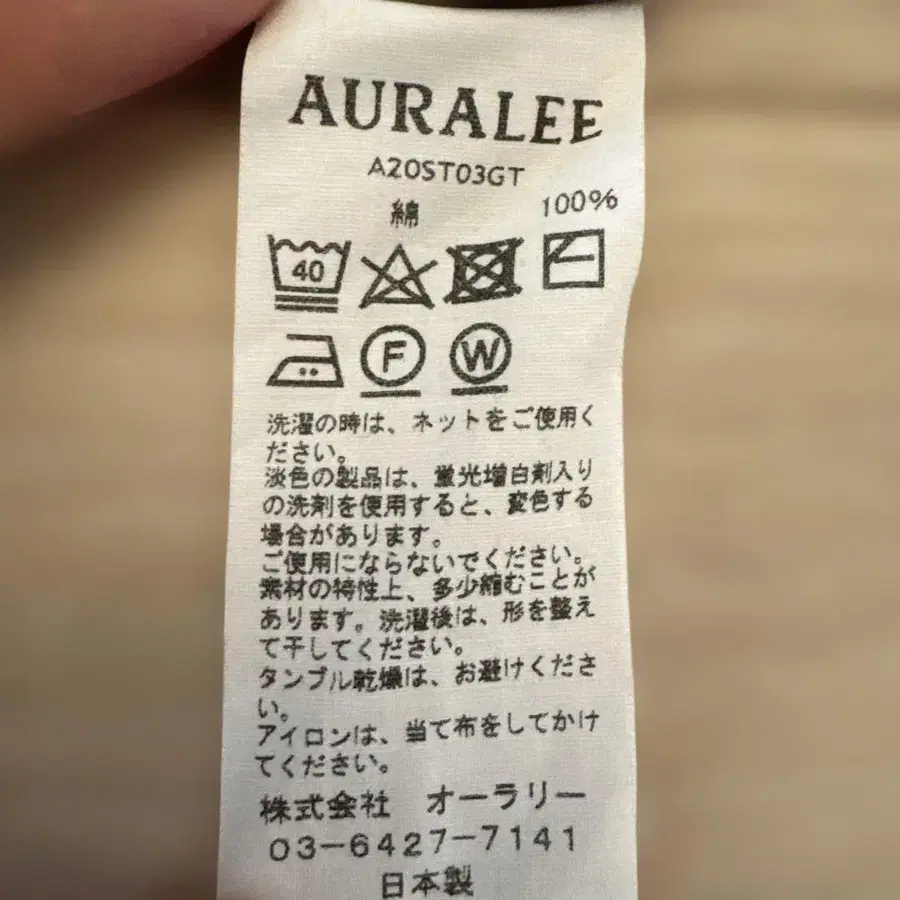 AURALEE
A20ST03GT
綿 100%
40
F W
洗濯の時は、ネットをご使用く
ださい。
淡色の製品は、蛍光増白剤入り
の洗剤を使用すると、変色する
場合があります。
ご使用にならないでください。
素材の特性上、多少縮むことが
あります。洗濯後は、形を整え
て干してください。
タンブル乾燥は、お避けくださ
い。
アイロンは、当て布をしてかけ
てください。
株式会社 オーラリー
03-6427-7141
日本製